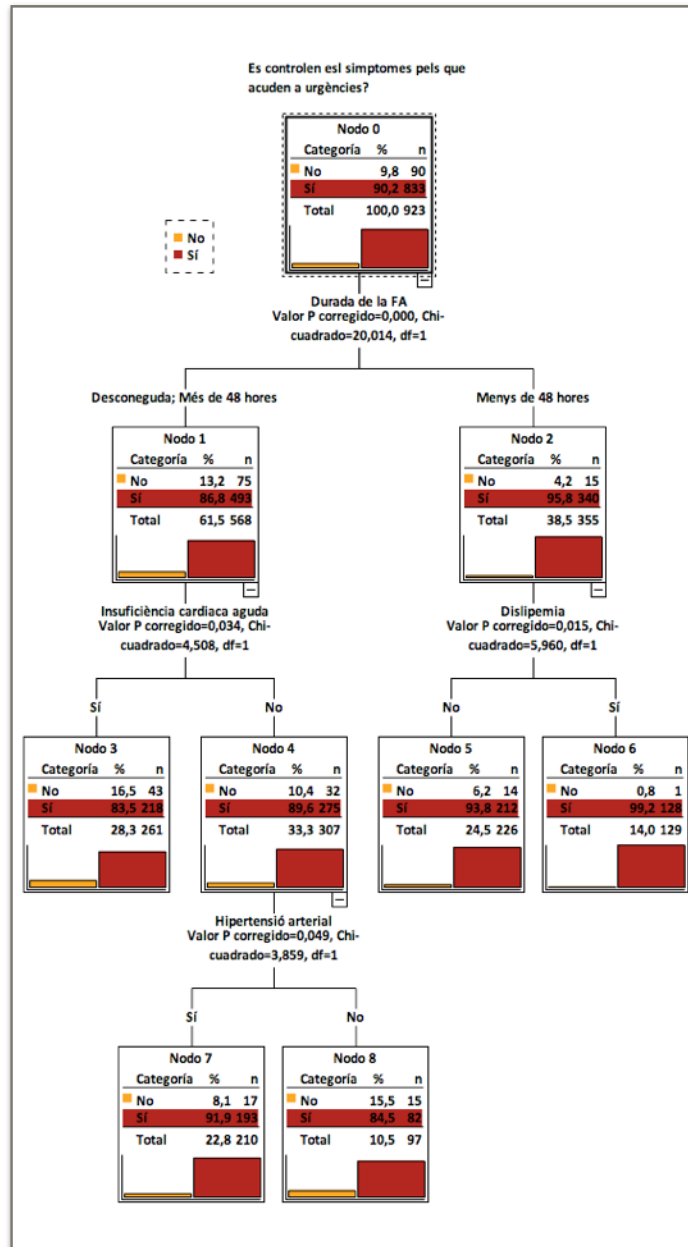 Es controlen esl simptomes pels que
acuden a urgències?
Nodo 0
Categoría % n
No 9,8 90
Sí 90,2 833
Total 100,0 923
No
Sí
Durada de la FA
Valor P corregido=0,000, Chi-
cuadrado=20,014, df=1
Desconeguda; Més de 48 hores
Menys de 48 hores
Nodo 1
Categoría % n
No 13,2 75
Sí 86,8 493
Total 61,5 568
Nodo 2
Categoría % n
No 4,2 15
Sí 95,8 340
Total 38,5 355
Insuficiència cardiaca aguda
Valor P corregido=0,034, Chi-
cuadrado=4,508, df=1
Dislipemia
Valor P corregido=0,015, Chi-
cuadrado=5,960, df=1
Sí
No
No
Sí
Nodo 3
Categoría % n
No 16,5 43
Sí 83,5 218
Total 28,3 261
Nodo 4
Categoría % n
No 10,4 32
Sí 89,6 275
Total 33,3 307
Nodo 5
Categoría % n
No 6,2 14
Sí 93,8 212
Total 24,5 226
Nodo 6
Categoría % n
No 0,8 1
Sí 99,2 128
Total 14,0 129
Hipertensió arterial
Valor P corregido=0,049, Chi-
cuadrado=3,859, df=1
Sí
No
Nodo 7
Categoría % n
No 8,1 17
Sí 91,9 193
Total 22,8 210
Nodo 8
Categoría % n
No 15,5 15
Sí 84,5 82
Total 10,5 97